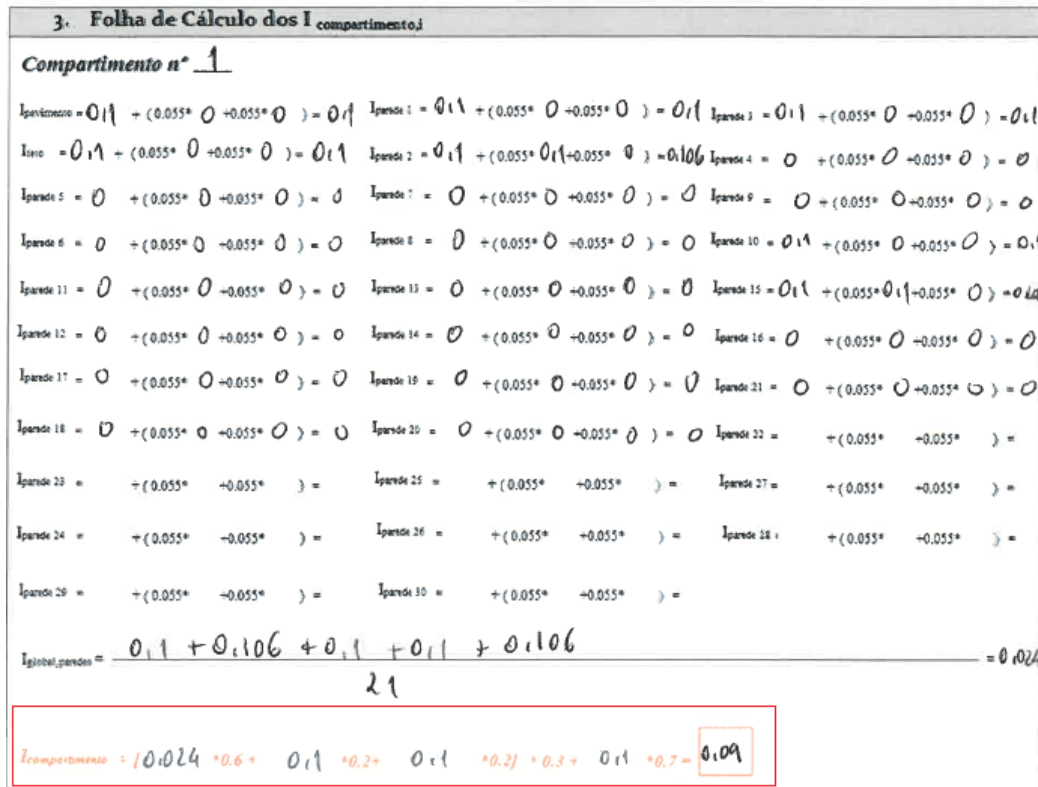 3. Folha de Cálculo dos I compartimento,i
Compartimento nº 1
Ipavimento = 0,1 + (0.055* 0 +0.055* 0 ) = 0,1 Iparede 1 = 0,1 + (0.055* 0 +0.055* 0 ) = 0,1 Iparede 3 = 0,1 + (0.055* 0 +0.055* 0 ) = 0,1
Iteto = 0,1 + (0.055* 0 +0.055* 0 ) = 0,1 Iparede 2 = 0,1 + (0.055* 0,1 +0.055* 0 ) = 0,106 Iparede 4 = 0 + (0.055* 0 +0.055* 0 ) = 0
Iparede 5 = 0 + (0.055* 0 +0.055* 0 ) = 0 Iparede 7 = 0 + (0.055* 0 +0.055* 0 ) = 0 Iparede 9 = 0 + (0.055* 0 +0.055* 0 ) = 0
Iparede 6 = 0 + (0.055* 0 +0.055* 0 ) = 0 Iparede 8 = 0 + (0.055* 0 +0.055* 0 ) = 0 Iparede 10 = 0,1 + (0.055* 0 +0.055* 0 ) = 0,1
Iparede 11 = 0 + (0.055* 0 +0.055* 0 ) = 0 Iparede 13 = 0 + (0.055* 0 +0.055* 0 ) = 0 Iparede 15 = 0,1 + (0.055* 0,1 +0.055* 0 ) =
Iparede 12 = 0 + (0.055* 0 +0.055* 0 ) = 0 Iparede 14 = 0 + (0.055* 0 +0.055* 0 ) = 0 Iparede 16 = 0 + (0.055* 0 +0.055* 0 ) = 0
Iparede 17 = 0 + (0.055* 0 +0.055* 0 ) = 0 Iparede 19 = 0 + (0.055* 0 +0.055* 0 ) = 0 Iparede 21 = 0 + (0.055* 0 +0.055* 0 ) = 0
Iparede 18 = 0 + (0.055* 0 +0.055* 0 ) = 0 Iparede 20 = 0 + (0.055* 0 +0.055* 0 ) = 0 Iparede 22 = + (0.055* +0.055* ) =
Iparede 23 = + (0.055* +0.055* ) = Iparede 25 = + (0.055* +0.055* ) = Iparede 27 = + (0.055* +0.055* ) =
Iparede 24 = + (0.055* +0.055* ) = Iparede 26 = + (0.055* +0.055* ) = Iparede 28 = + (0.055* +0.055* ) =
Iparede 29 = + (0.055* +0.055* ) = Iparede 30 = + (0.055* +0.055* ) =
Iglobal,paredes = 0,1 + 0,106 + 0,1 + 0,1 + 0,106 = 0,024
21
Icompartimento = [0,024 *0.6 + 0,1 *0.2+ 0,1 *0.2] * 0.3 + 0,1 *0.7 = 0,09